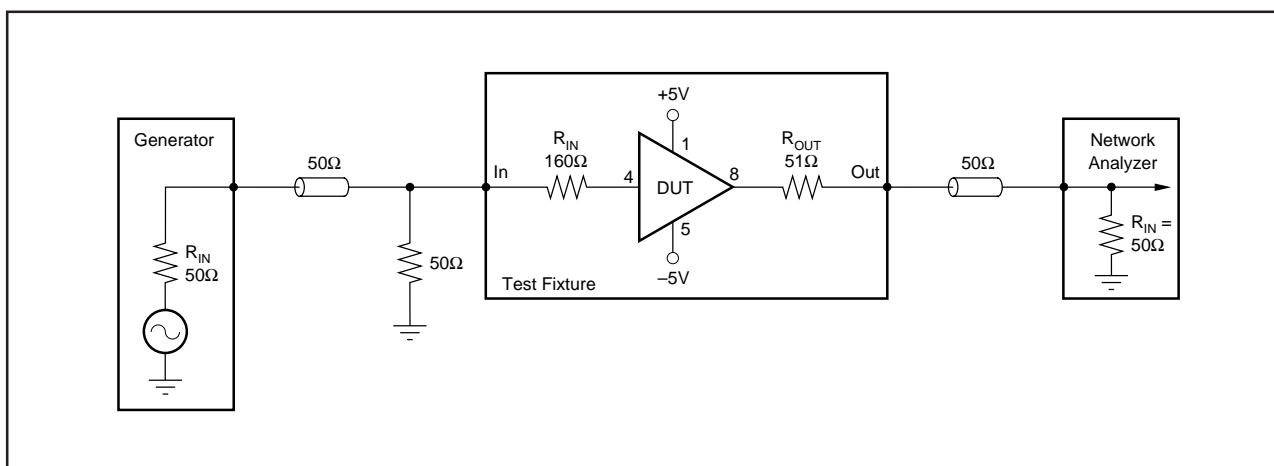 Generator
R_IN
50Ω
50Ω
50Ω
In
R_IN
160Ω
+5V
1
4
DUT
8
5
–5V
R_OUT
51Ω
Out
Test Fixture
50Ω
Network
Analyzer
R_IN =
50Ω